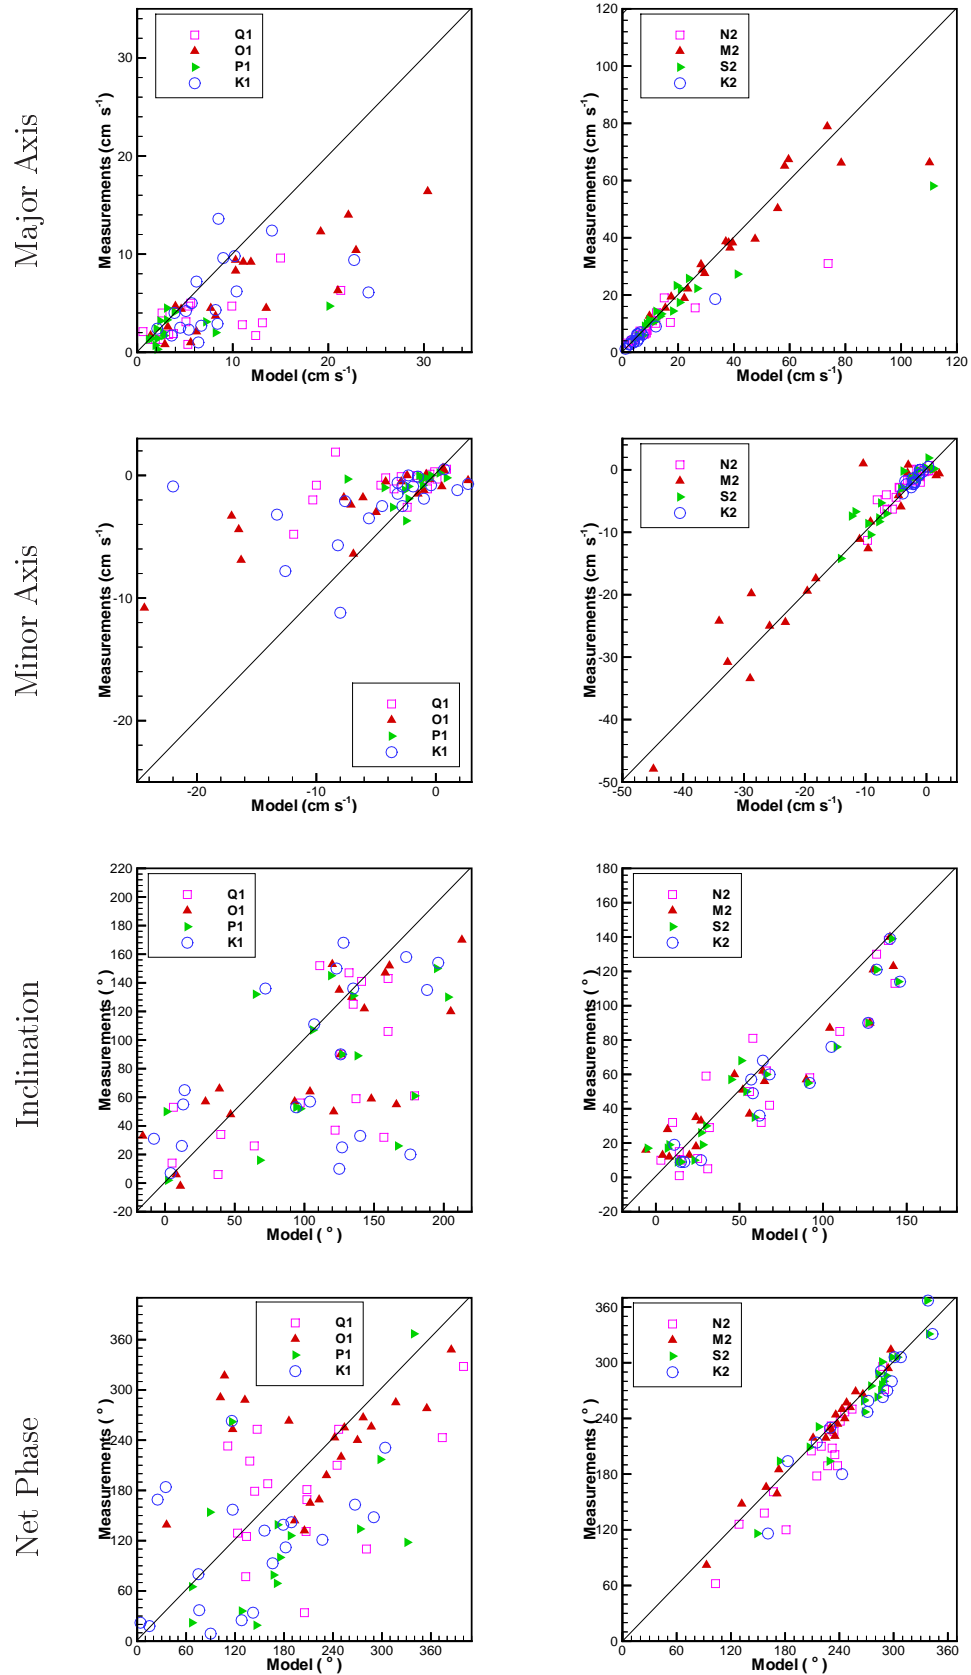 Major Axis
Measurements (cm s⁻¹)
30
20
10
0
Q1
O1
P1
K1
0 10 20 30
Model (cm s⁻¹)
Measurements (cm s⁻¹)
120
100
80
60
40
20
0
N2
M2
S2
K2
0 20 40 60 80 100 120
Model (cm s⁻¹)
Minor Axis
Measurements (cm s⁻¹)
0
-10
-20
Q1
O1
P1
K1
-20 -10 0
Model (cm s⁻¹)
Measurements (cm s⁻¹)
0
-10
-20
-30
-40
-50
N2
M2
S2
K2
-50 -40 -30 -20 -10 0
Model (cm s⁻¹)
Inclination
Measurements (°)
220
200
180
160
140
120
100
80
60
40
20
0
-20
Q1
O1
P1
K1
0 50 100 150 200
Model (°)
Measurements (°)
180
160
140
120
100
80
60
40
20
0
-20
N2
M2
S2
K2
0 50 100 150
Model (°)
Net Phase
Measurements (°)
360
300
240
180
120
60
0
Q1
O1
P1
K1
0 60 120 180 240 300 360
Model (°)
Measurements (°)
360
300
240
180
120
60
0
N2
M2
S2
K2
0 60 120 180 240 300 360
Model (°)